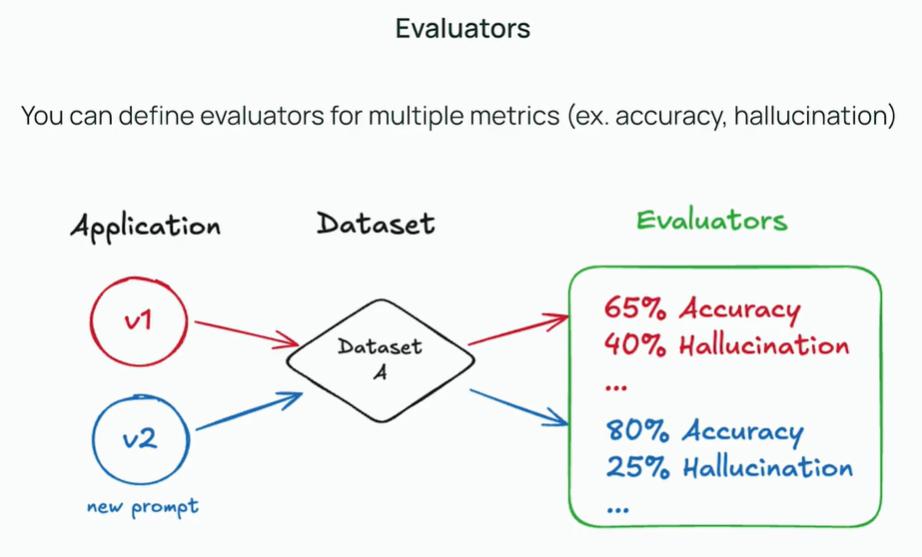 Evaluators
You can define evaluators for multiple metrics (ex. accuracy, hallucination)
Application
Dataset
Evaluators
v1
Dataset
A
65% Accuracy
40% Hallucination
...
v2
new prompt
80% Accuracy
25% Hallucination
...